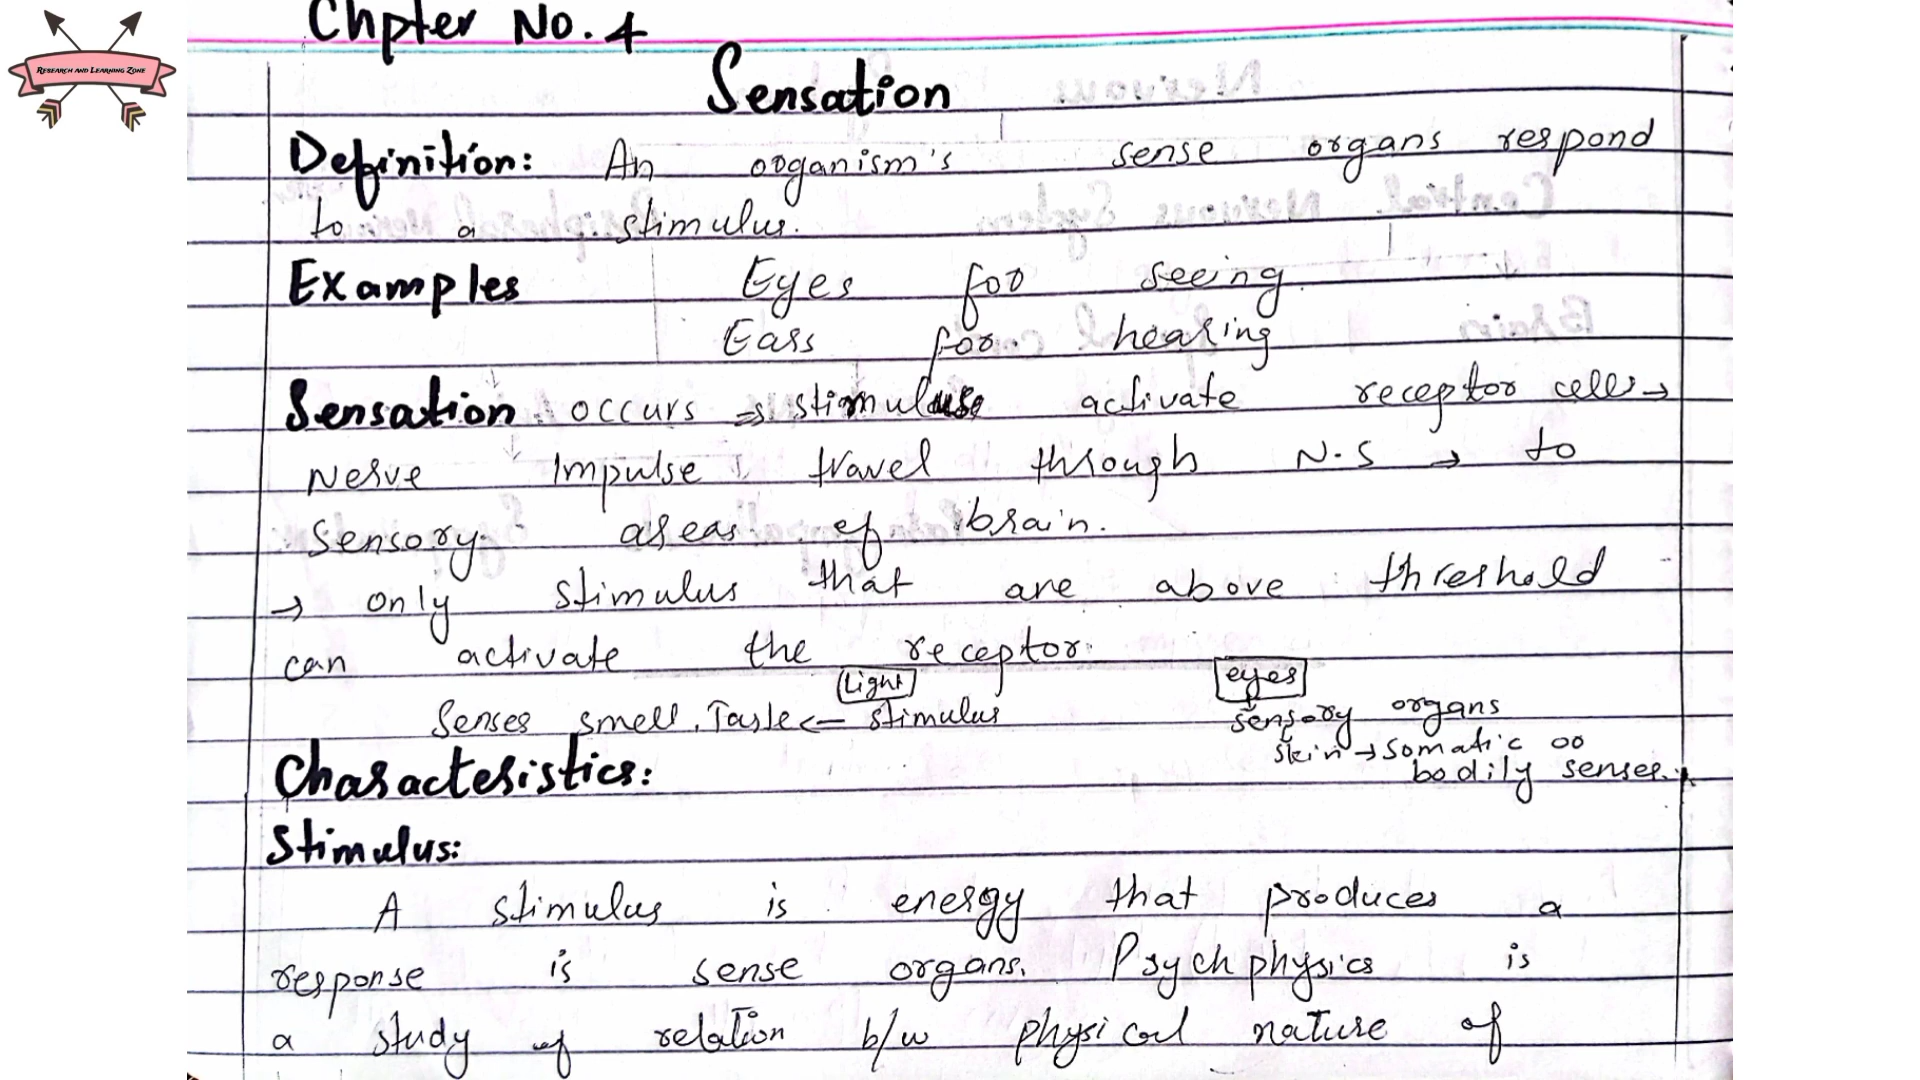 Chpter No. 4
RESEARCH AND LEARNING ZONE
Sensation
Definition: An organism's sense organs respond
to a stimulus.
Examples Eyes for seeing.
Ears for hearing
Sensation occurs => stimuluse activate receptor cells →
Nerve Impulse travel through N.S → to
Sensory areas of brain.
→ only stimulus that are above threshold
can activate the receptor.
Light eyes
Senses smell, Taste <- stimulus sensory organs
skin → somatic or
bodily senses.
Characteristics:
Stimulus:
A stimulus is energy that produces a
response is sense organs. Psychphysics is
a study of relation b/w physical nature of